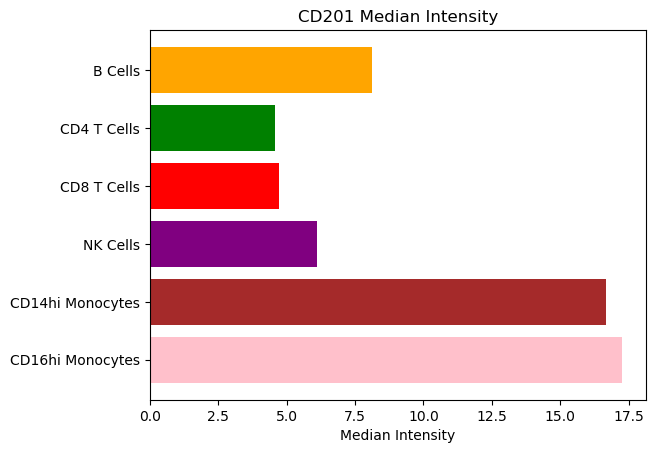 CD201 Median Intensity
B Cells
CD4 T Cells
CD8 T Cells
NK Cells
CD14hi Monocytes
CD16hi Monocytes
0.0 2.5 5.0 7.5 10.0 12.5 15.0 17.5
Median Intensity